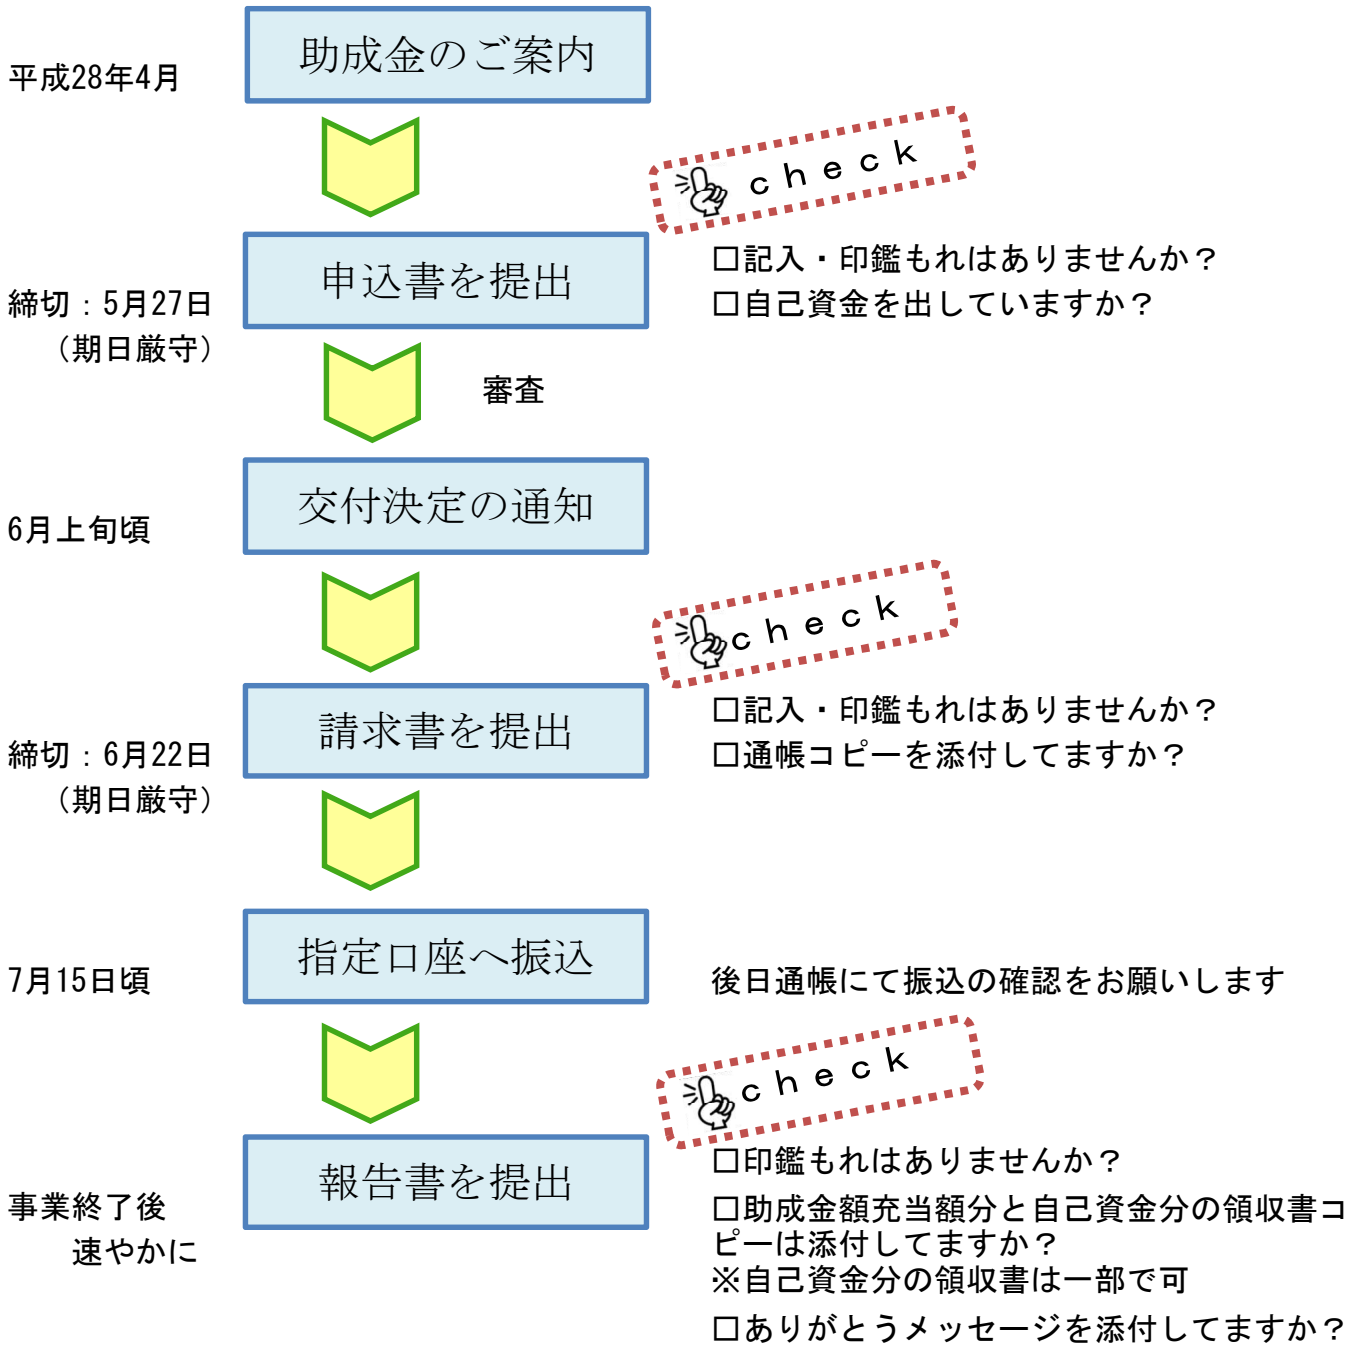 助成金のご案内
平成28年4月
check
申込書を提出
□記入・印鑑もれはありませんか？
□自己資金を出していますか？
締切：5月27日
（期日厳守）
審査
交付決定の通知
6月上旬頃
check
請求書を提出
□記入・印鑑もれはありませんか？
□通帳コピーを添付してますか？
締切：6月22日
（期日厳守）
指定口座へ振込
7月15日頃
後日通帳にて振込の確認をお願いします
check
報告書を提出
□印鑑もれはありませんか？
事業終了後
速やかに
□助成金額充当額分と自己資金分の領収書コ
ピーは添付してますか？
※自己資金分の領収書は一部で可
□ありがとうメッセージを添付してますか？